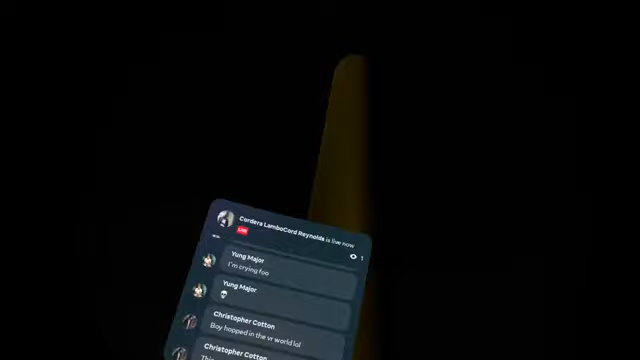 Cordera LamboCord Reynolds is live now
LIVE
1
Yung Major
I'm crying foo
Yung Major
💀
Christopher Cotton
Boy hopped in the vr world lol
Christopher Cotton